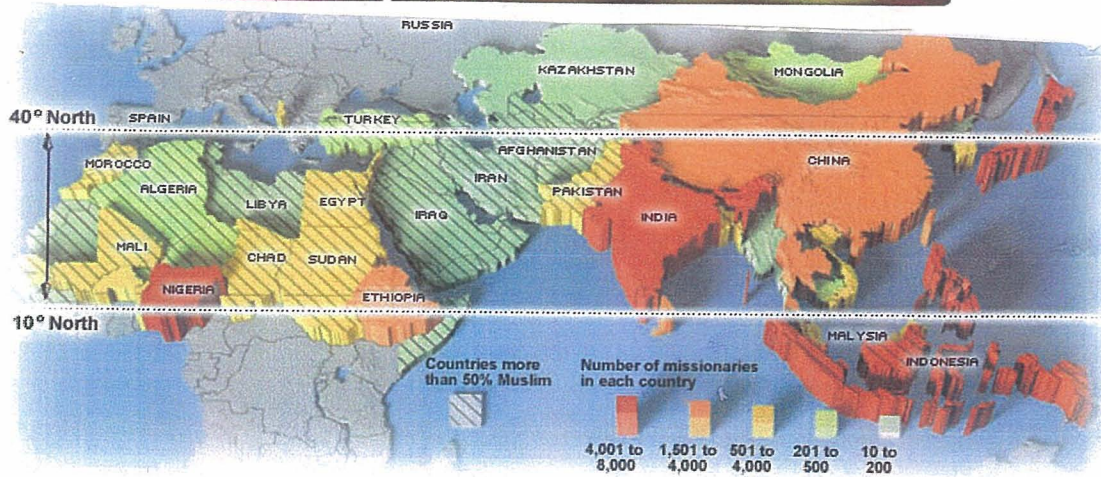 RUSSIA
KAZAKHSTAN
MONGOLIA
40° North
SPAIN
TURKEY
MOROCCO
ALGERIA
LIBYA
EGYPT
IRAQ
IRAN
AFGHANISTAN
PAKISTAN
INDIA
CHINA
MALI
NIGERIA
CHAD
SUDAN
ETHIOPIA
10° North
MALYSIA
INDONESIA
Countries more
than 50% Muslim
Number of missionaries
in each country
4,001 to
8,000
1,501 to
4,000
501 to
4,000
201 to
500
10 to
200